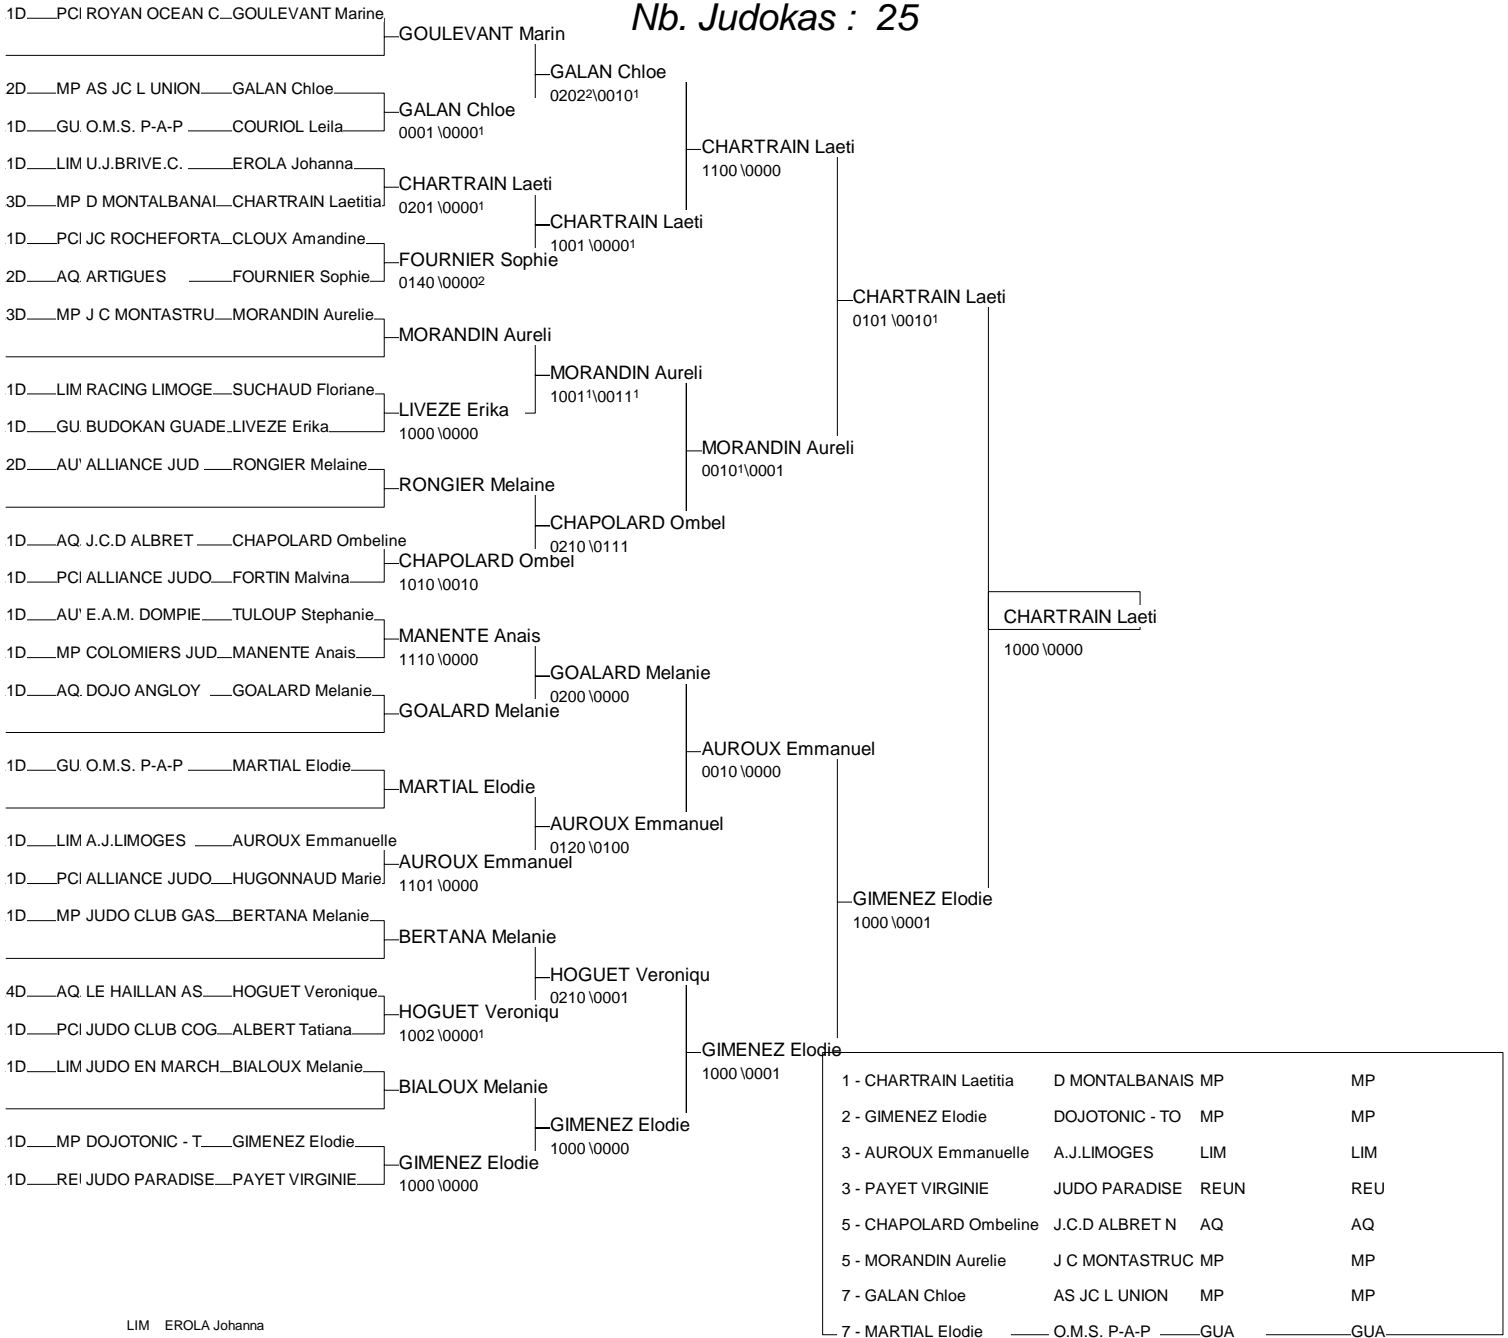 Nb. Judokas : 25
1D PCI ROYAN OCEAN C GOULEVANT Marine
GOULEVANT Marin
GALAN Chloe
0202²\0010¹
2D MP AS JC L UNION GALAN Chloe
GALAN Chloe
0001 \0000¹
1D GU O.M.S. P-A-P COURIOL Leila
CHARTRAIN Laeti
1100 \0000
1D LIM U.J.BRIVE.C. EROLA Johanna
CHARTRAIN Laeti
0201 \0000¹
3D MP D MONTALBANAI CHARTRAIN Laetitia
CHARTRAIN Laeti
1001 \0000¹
1D PCI JC ROCHEFORTA CLOUX Amandine
FOURNIER Sophie
0140 \0000²
2D AQ. ARTIGUES FOURNIER Sophie
CHARTRAIN Laeti
0101 \0010¹
3D MP J C MONTASTRU MORANDIN Aurelie
MORANDIN Aureli
MORANDIN Aureli
1001¹\0011¹
1D LIM RACING LIMOGE SUCHAUD Floriane
LIVEZE Erika
1000 \0000
1D GU. BUDOKAN GUADE LIVEZE Erika
MORANDIN Aureli
0010¹\0001
2D AU' ALLIANCE JUD RONGIER Melaine
RONGIER Melaine
CHAPOLARD Ombel
0210 \0111
1D AQ. J.C.D ALBRET CHAPOLARD Ombeline
CHAPOLARD Ombel
1010 \0010
1D PCI ALLIANCE JUDO FORTIN Malvina
CHARTRAIN Laeti
1000 \0000
1D AU' E.A.M. DOMPIE TULOUP Stephanie
MANENTE Anais
1110 \0000
1D MP COLOMIERS JUD MANENTE Anais
GOALARD Melanie
0200 \0000
1D AQ. DOJO ANGLOY GOALARD Melanie
GOALARD Melanie
AUROUX Emmanuel
0010 \0000
1D GU. O.M.S. P-A-P MARTIAL Elodie
MARTIAL Elodie
AUROUX Emmanuel
0120 \0100
1D LIM A.J.LIMOGES AUROUX Emmanuelle
AUROUX Emmanuel
1101 \0000
1D PCI ALLIANCE JUDO HUGONNAUD Marie
GIMENEZ Elodie
1000 \0001
1D MP JUDO CLUB GAS BERTANA Melanie
BERTANA Melanie
HOGUET Veroniqu
0210 \0001
4D AQ. LE HAILLAN AS HOGUET Veronique
HOGUET Veroniqu
1002 \0000¹
1D PCI JUDO CLUB COG ALBERT Tatiana
GIMENEZ Elodie
1000 \0001
1D LIM JUDO EN MARCH BIALOUX Melanie
BIALOUX Melanie
GIMENEZ Elodie
1000 \0000
1D MP DOJOTONIC - T GIMENEZ Elodie
GIMENEZ Elodie
1000 \0000
1D REI JUDO PARADISE PAYET VIRGINIE
1 - CHARTRAIN Laetitia D MONTALBANAIS MP MP
2 - GIMENEZ Elodie DOJOTONIC - TO MP MP
3 - AUROUX Emmanuelle A.J.LIMOGES LIM LIM
3 - PAYET VIRGINIE JUDO PARADISE REUN REU
5 - CHAPOLARD Ombeline J.C.D ALBRET N AQ AQ
5 - MORANDIN Aurelie J C MONTASTRUC MP MP
7 - GALAN Chloe AS JC L UNION MP MP
7 - MARTIAL Elodie O.M.S. P-A-P GUA GUA
LIM EROLA Johanna